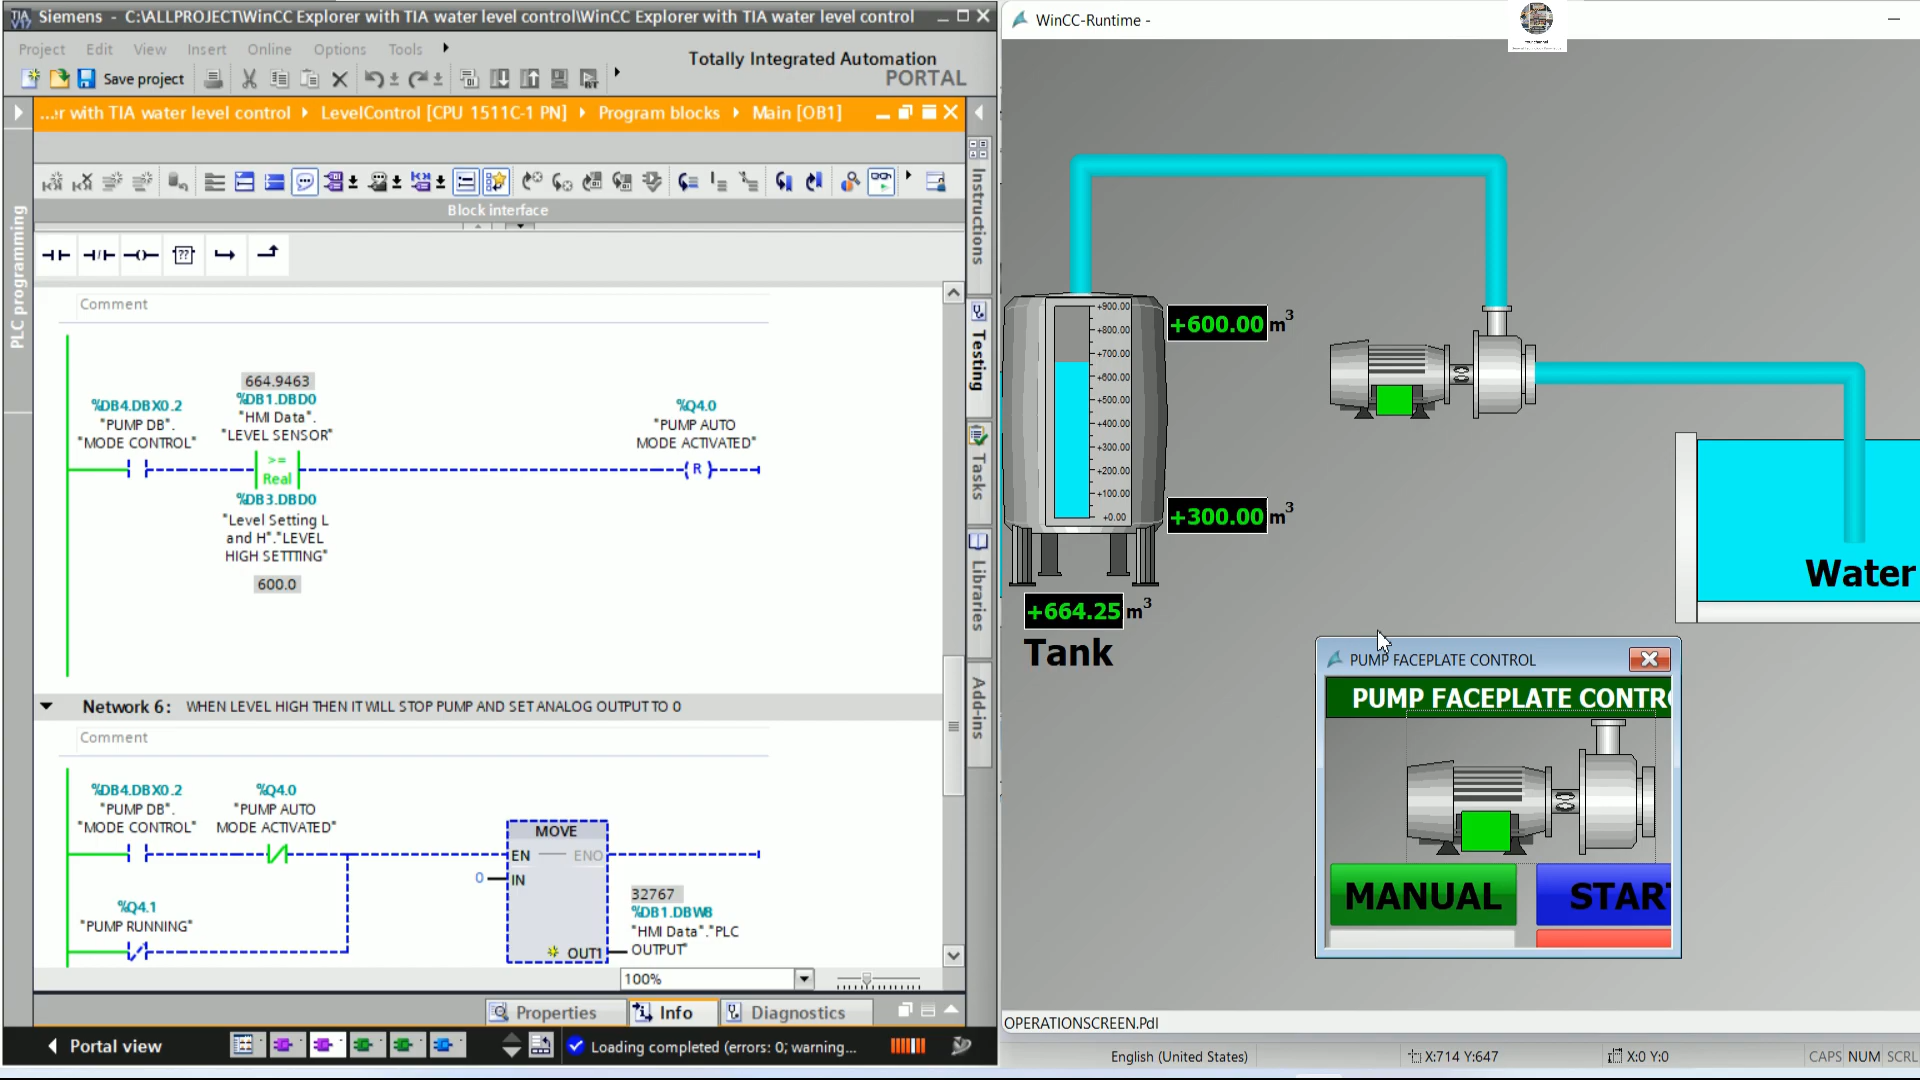 Siemens - C:\ALLPROJECT\WinCC Explorer with TIA water level control\WinCC Explorer with TIA water level control
Project Edit View Insert Online Options Tools
Totally Integrated Automation
PORTAL
Save project
...r with TIA water level control LevelControl [CPU 1511C-1 PN] Program blocks Main [OB1]
Block interface
PLC programming
Instructions
Testing
Tasks
Libraries
Add-ins
??
Comment
664.9463
%DB4.DBX0.2
"PUMP DB".
"MODE CONTROL"
%DB1.DBD0
"HMI Data".
"LEVEL SENSOR"
>=
Real
%DB3.DBD0
"Level Setting L
and H"."LEVEL
HIGH SETTTING"
600.0
%Q4.0
"PUMP AUTO
MODE ACTIVATED"
R
Network 6: WHEN LEVEL HIGH THEN IT WILL STOP PUMP AND SET ANALOG OUTPUT TO 0
Comment
%DB4.DBX0.2
"PUMP DB".
"MODE CONTROL"
%Q4.0
"PUMP AUTO
MODE ACTIVATED"
%Q4.1
"PUMP RUNNING"
MOVE
EN ENO
0 IN
OUT1
32767
%DB1.DBW8
"HMI Data"."PLC
OUTPUT"
100%
Properties Info Diagnostics
Portal view
Loading completed (errors: 0; warning...
WinCC-Runtime -
+900.00
+800.00
+700.00
+600.00
+500.00
+400.00
+300.00
+200.00
+100.00
+0.00
+600.00 m3
+300.00 m3
+664.25 m3
Tank
Water
PUMP FACEPLATE CONTROL
PUMP FACEPLATE CONTRO
MANUAL
START
OPERATIONSCREEN.Pdl
English (United States) X:714 Y:647 X:0 Y:0 CAPS NUM SCRL